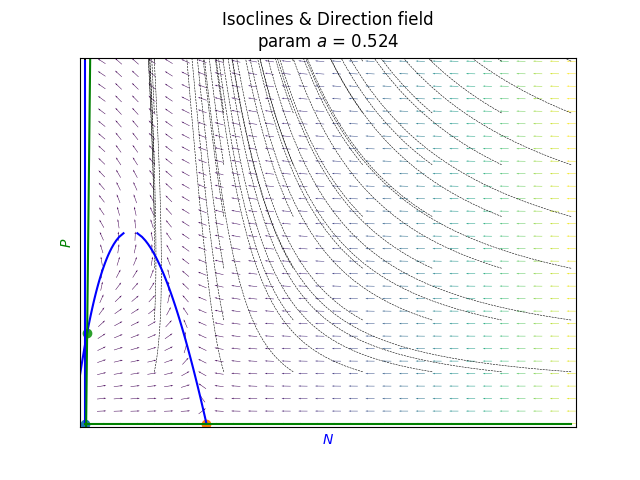 Isoclines & Direction field
param a = 0.524
P
N